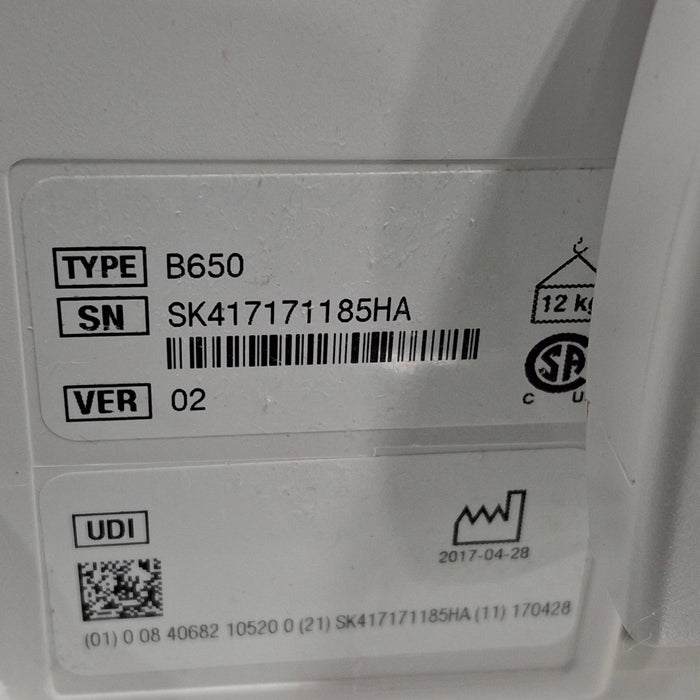 TYPE B650
SN SK417171185HA
12 kg
SA
C U
VER 02
UDI
2017-04-28
(01) 0 08 40682 10520 0 (21) SK417171185HA (11) 170428